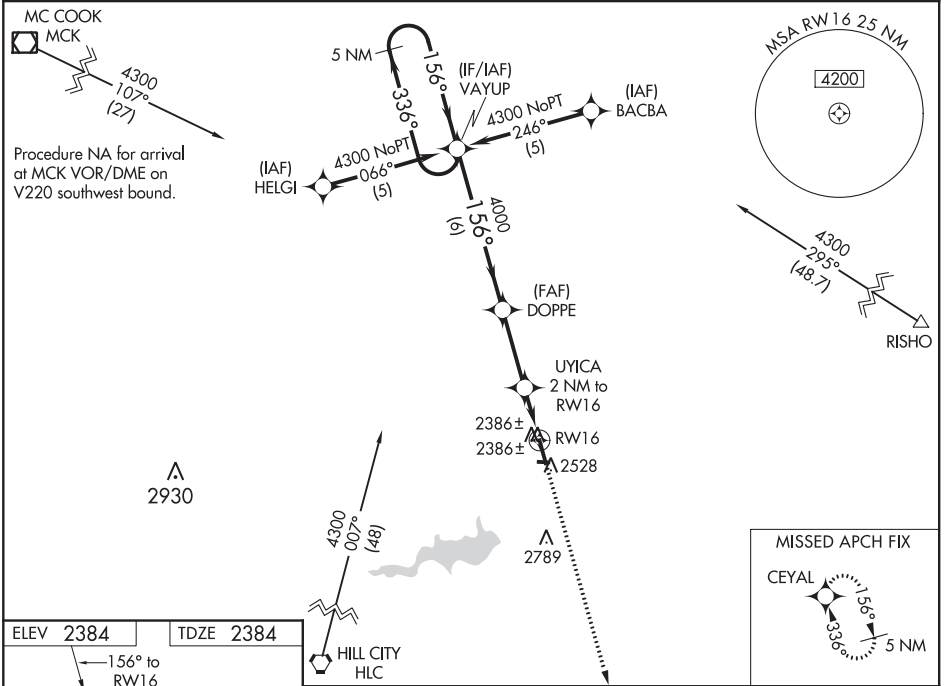 MC COOK
MCK
4300
107°
(27)
Procedure NA for arrival
at MCK VOR/DME on
V220 southwest bound.
5 NM
156°
336°
(IF/IAF)
VAYUP
(IAF)
BACBA
4300 NoPT
246°
(5)
(IAF)
HELGI
4300 NoPT
066°
(5)
4000
156°
(6)
(FAF)
DOPPE
UYICA
2 NM to
RW16
2386±
2386±
RW16
2528
2930
2789
MSA RW16 25 NM
4200
4300
295°
(48.7)
RISHO
4300
007°
(48)
HILL CITY
HLC
MISSED APCH FIX
CEYAL
156°
336°
5 NM
ELEV 2384
TDZE 2384
156° to
RW16